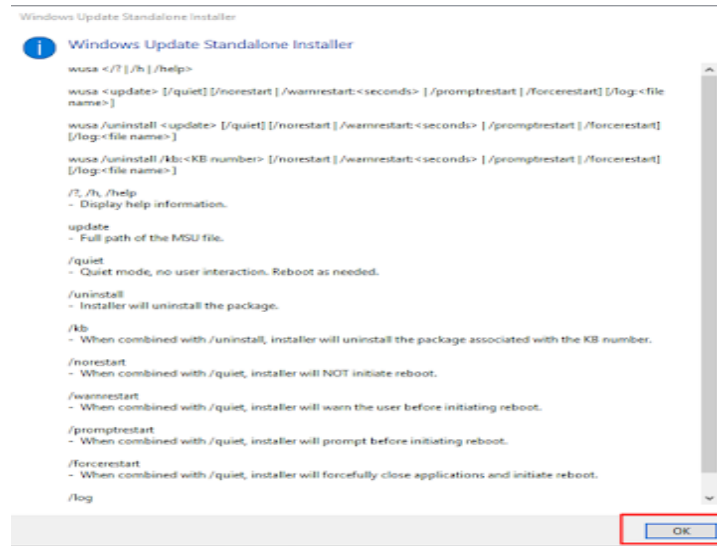 Windows Update Standalone Installer
Windows Update Standalone Installer
wusa </? | /h | /help>
wusa <update> [/quiet] [/norestart | /warnrestart:<seconds> | /promptrestart | /forcerestart] [/log:<file
name>]
wusa /uninstall <update> [/quiet] [/norestart | /warnrestart:<seconds> | /promptrestart | /forcerestart]
[/log:<file name>]
wusa /uninstall /kb:<KB number> [/norestart | /warnrestart:<seconds> | /promptrestart | /forcerestart]
[/log:<file name>]
/?, /h, /help
- Display help information.
update
- Full path of the MSU file.
/quiet
- Quiet mode, no user interaction. Reboot as needed.
/uninstall
- Installer will uninstall the package.
/kb
- When combined with /uninstall, installer will uninstall the package associated with the KB number.
/norestart
- When combined with /quiet, installer will NOT initiate reboot.
/warnrestart
- When combined with /quiet, installer will warn the user before initiating reboot.
/promptrestart
- When combined with /quiet, installer will prompt before initiating reboot.
/forcerestart
- When combined with /quiet, installer will forcefully close applications and initiate reboot.
/log
OK